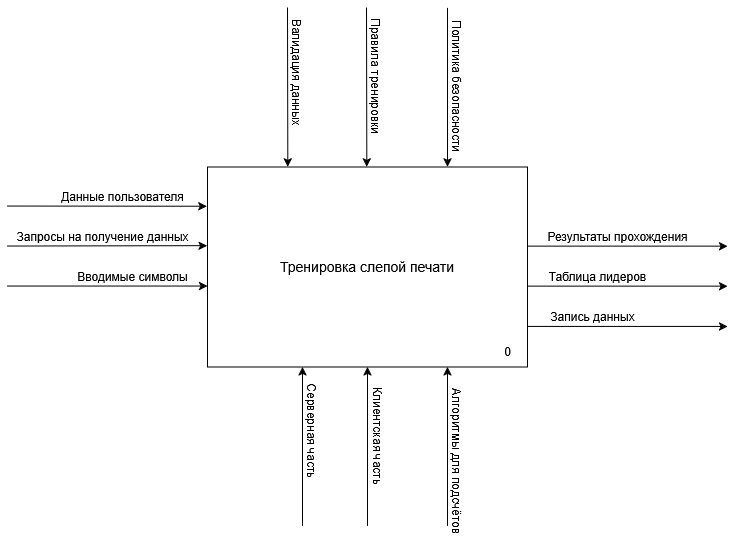 Валидация данных
Правила тренировки
Политика безопасности
Данные пользователя
Запросы на получение данных
Вводимые символы
Тренировка слепой печати
0
Результаты прохождения
Таблица лидеров
Запись данных
Серверная часть
Клиентская часть
Алгоритмы для подсчётов